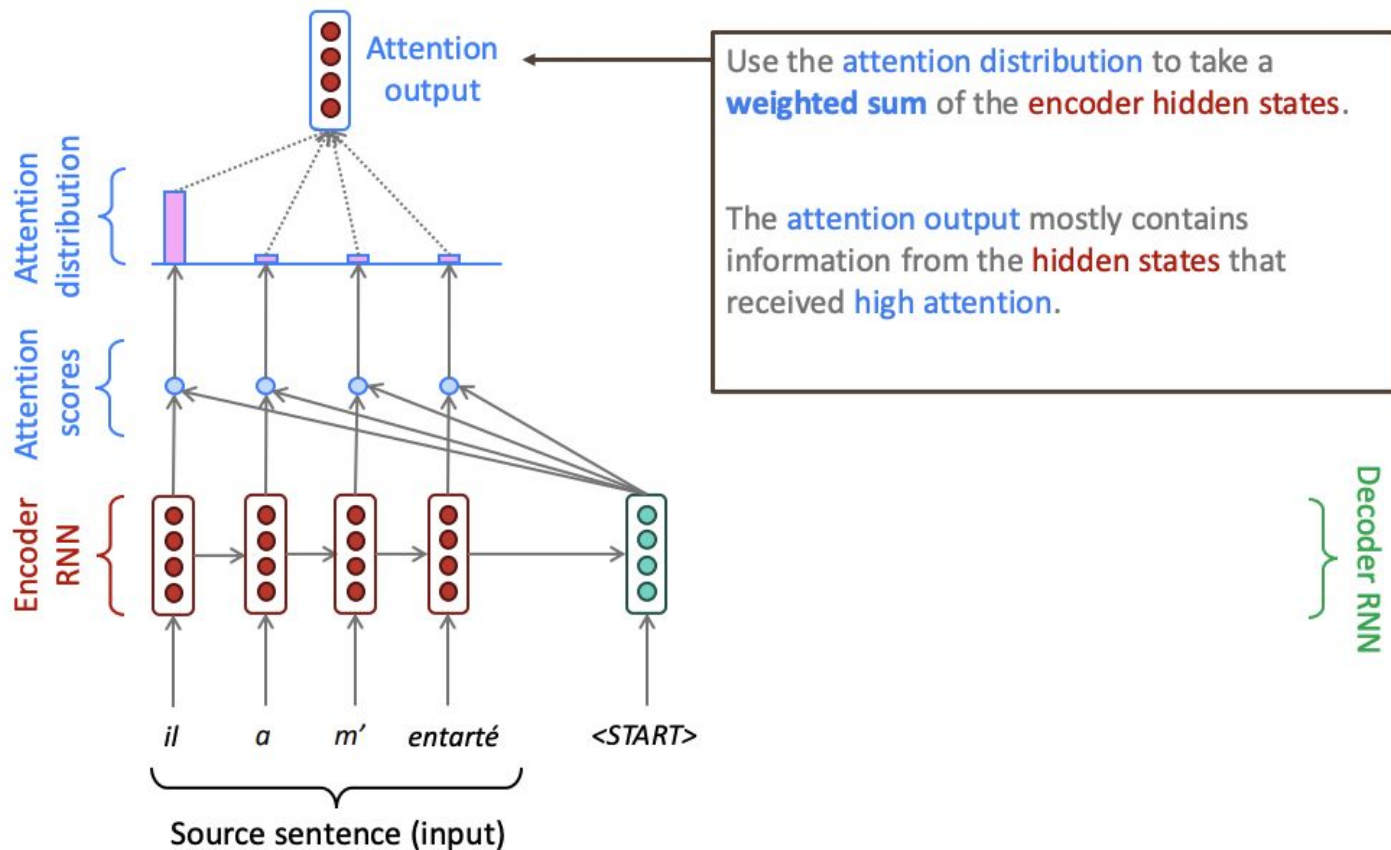 Attention
output
Use the attention distribution to take a
weighted sum of the encoder hidden states.
The attention output mostly contains
information from the hidden states that
received high attention.
Attention
distribution
Attention
scores
Encoder
RNN
Decoder RNN
il a m’ entarté <START>
Source sentence (input)